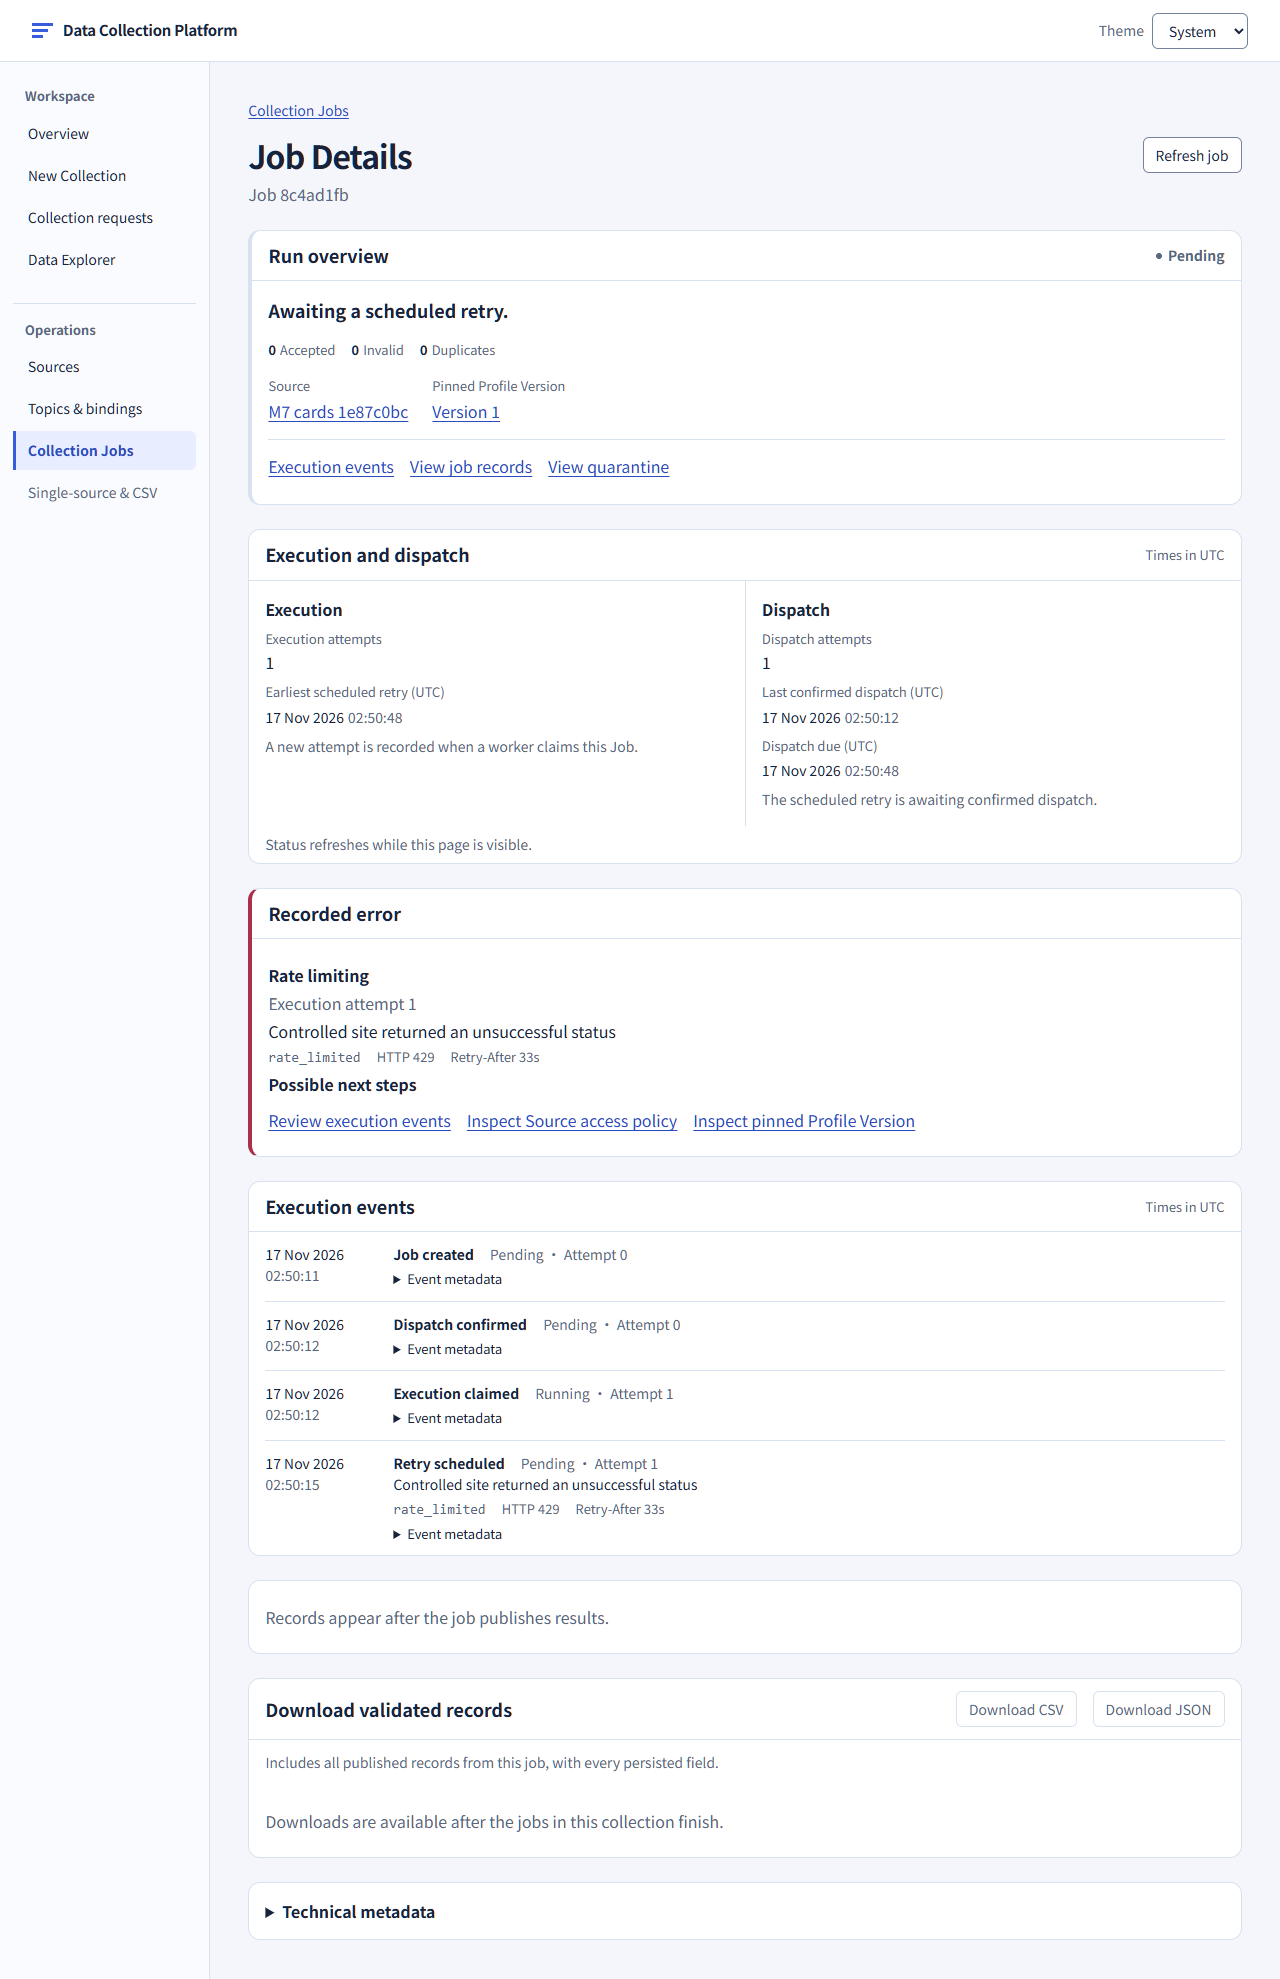 Data Collection Platform
Theme
System
Workspace
Overview
New Collection
Collection requests
Data Explorer
Operations
Sources
Topics & bindings
Collection Jobs
Single-source & CSV
Collection Jobs
Job Details
Refresh job
Job 8c4ad1fb
Run overview
• Pending
Awaiting a scheduled retry.
0 Accepted 0 Invalid 0 Duplicates
Source
M7 cards 1e87c0bc
Pinned Profile Version
Version 1
Execution events View job records View quarantine
Execution and dispatch
Times in UTC
Execution
Execution attempts
1
Earliest scheduled retry (UTC)
17 Nov 2026 02:50:48
A new attempt is recorded when a worker claims this Job.
Dispatch
Dispatch attempts
1
Last confirmed dispatch (UTC)
17 Nov 2026 02:50:12
Dispatch due (UTC)
17 Nov 2026 02:50:48
The scheduled retry is awaiting confirmed dispatch.
Status refreshes while this page is visible.
Recorded error
Rate limiting
Execution attempt 1
Controlled site returned an unsuccessful status
rate_limited HTTP 429 Retry-After 33s
Possible next steps
Review execution events Inspect Source access policy Inspect pinned Profile Version
Execution events
Times in UTC
17 Nov 2026
02:50:11
Job created Pending • Attempt 0
Event metadata
17 Nov 2026
02:50:12
Dispatch confirmed Pending • Attempt 0
Event metadata
17 Nov 2026
02:50:12
Execution claimed Running • Attempt 1
Event metadata
17 Nov 2026
02:50:15
Retry scheduled Pending • Attempt 1
Controlled site returned an unsuccessful status
rate_limited HTTP 429 Retry-After 33s
Event metadata
Records appear after the job publishes results.
Download validated records
Download CSV
Download JSON
Includes all published records from this job, with every persisted field.
Downloads are available after the jobs in this collection finish.
Technical metadata